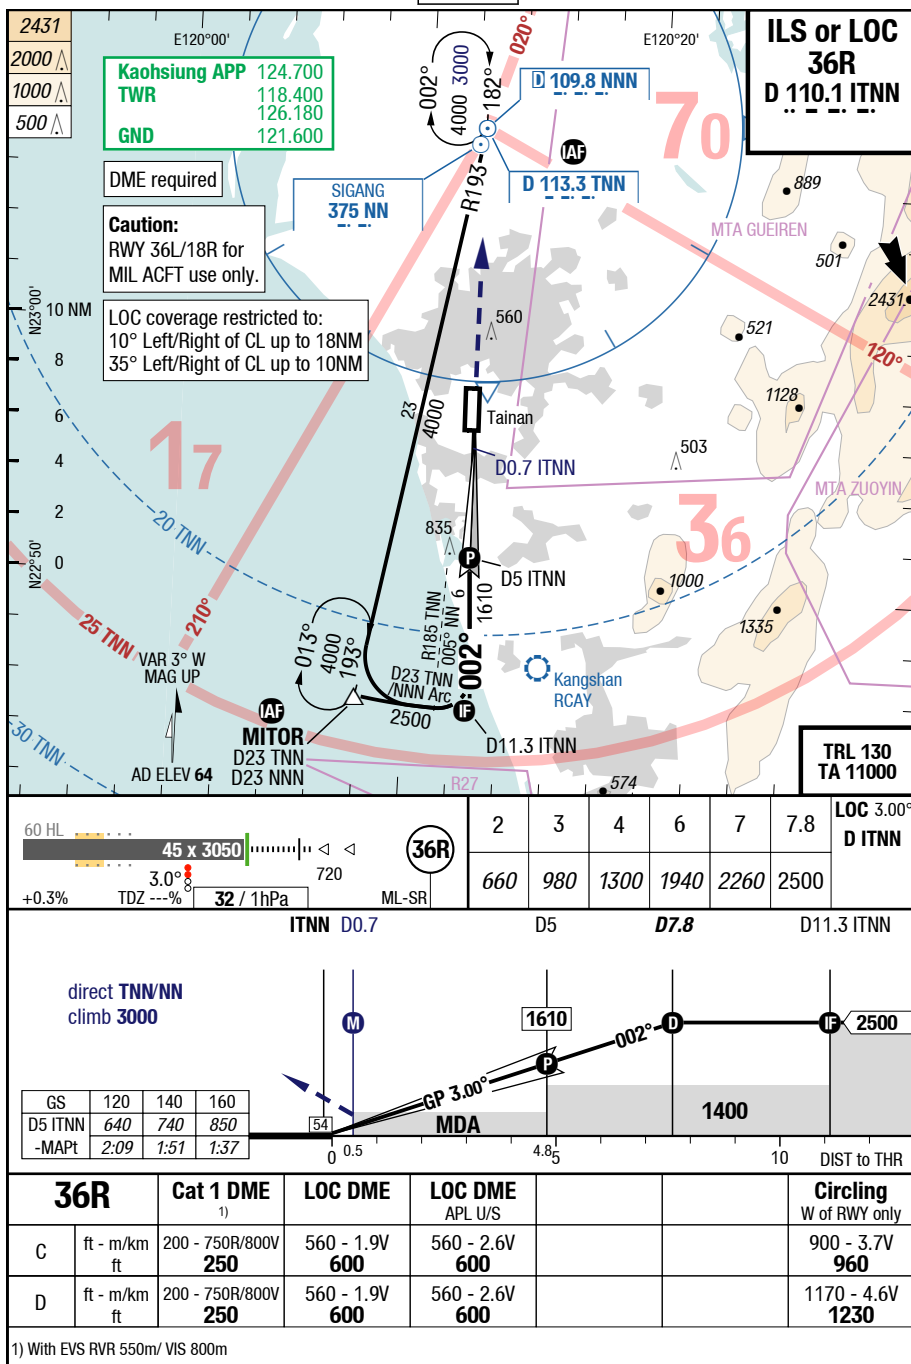 2431
2000
1000
500
E120°00'
E120°20'
ILS or LOC
36R
D 110.1 ITNN
Kaohsiung APP 124.700
TWR 118.400
126.180
GND 121.600
DME required
Caution:
RWY 36L/18R for
MIL ACFT use only.
LOC coverage restricted to:
10° Left/Right of CL up to 18NM
35° Left/Right of CL up to 10NM
002°
4000 3000
182°
020°
D 109.8 NNN
IAF
D 113.3 TNN
SIGANG
375 NN
R193
70
MTA GUEIREN
889
501
2431
521
120°
1128
560
N23°00'
10 NM
8
6
4
2
0
N22°50'
23
4000
Tainan
D0.7 ITNN
503
MTA ZUOYIN
17
36
20 TNN
835
P
D5 ITNN
1000
1335
25 TNN
210°
R185 TNN
005° NN
6
1610
002°
013°
4000
193°
VAR 3° W
MAG UP
D23 TNN
/NNN Arc
Kangshan
RCAY
IAF
MITOR
D23 TNN
D23 NNN
2500
IF
D11.3 ITNN
30 TNN
AD ELEV 64
R27
574
TRL 130
TA 11000
60 HL
45 x 3050
36R
3.0°
720
+0.3%
TDZ ---%
32 / 1hPa
ML-SR
2 3 4 6 7 7.8 LOC 3.00°
D ITNN
660 980 1300 1940 2260 2500
ITNN D0.7 D5 D7.8 D11.3 ITNN
direct TNN/NN
climb 3000
M
1610
D
IF
2500
002°
P
GP 3.00°
1400
MDA
54
GS 120 140 160
D5 ITNN 640 740 850
-MAPt 2:09 1:51 1:37
0 0.5 4.8 5 10 DIST to THR
36R Cat 1 DME LOC DME LOC DME Circling
1) APL U/S W of RWY only
C ft - m/km 200 - 750R/800V 560 - 1.9V 560 - 2.6V 900 - 3.7V
ft 250 600 600 960
D ft - m/km 200 - 750R/800V 560 - 1.9V 560 - 2.6V 1170 - 4.6V
ft 250 600 600 1230
1) With EVS RVR 550m/ VIS 800m